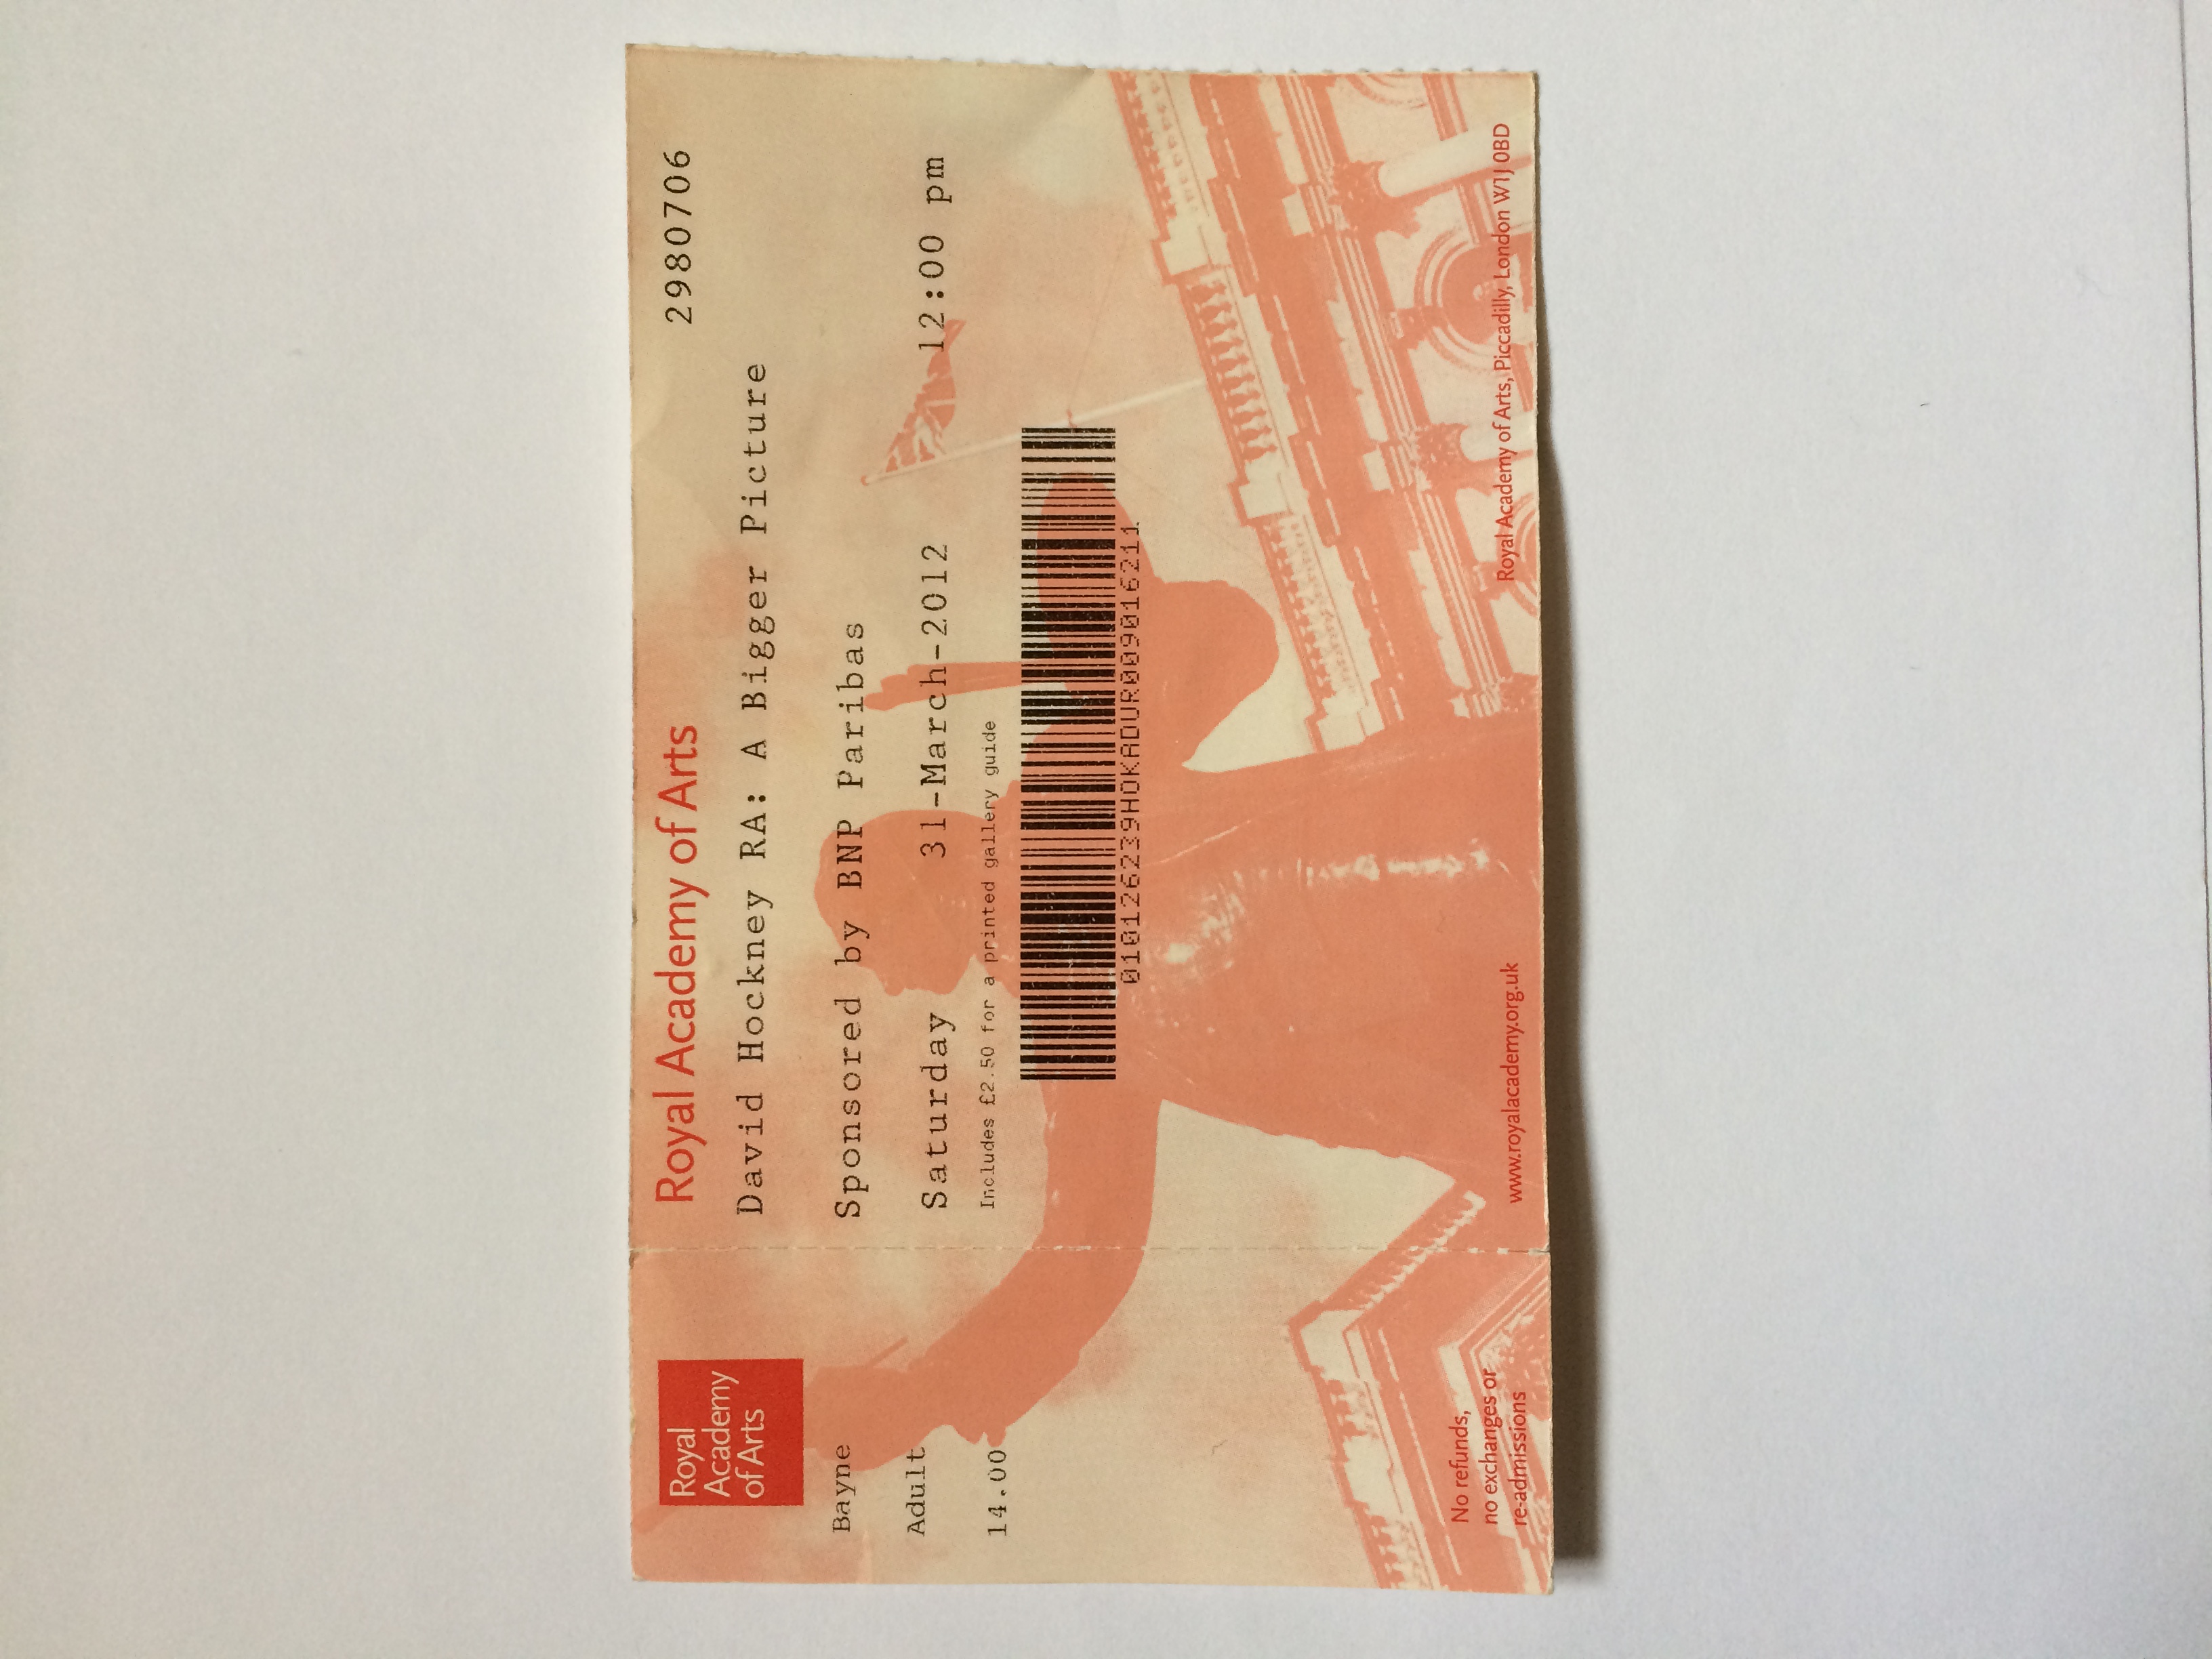 Royal
Academy
of Arts
Bayne
Adult
14.00
No refunds,
no exchanges or
re-admissions
Royal Academy of Arts
2980706
David Hockney RA: A Bigger Picture
Sponsored by BNP Paribas
Saturday 31-March-2012 12:00 pm
Includes £2.50 for a printed gallery guide
0101262339HOKADUR009016211
www.royalacademy.org.uk
Royal Academy of Arts, Piccadilly, London W1J 0BD